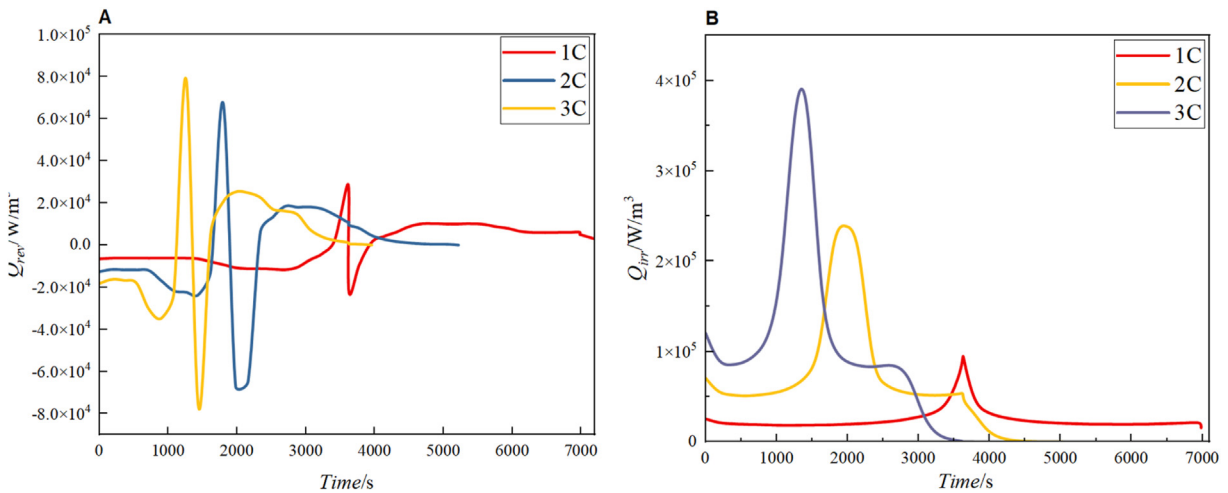 A
1.0×10⁵
8.0×10⁴
6.0×10⁴
4.0×10⁴
2.0×10⁴
0.0
-2.0×10⁴
-4.0×10⁴
-6.0×10⁴
-8.0×10⁴
Qrev/ W/m
1C
2C
3C
0 1000 2000 3000 4000 5000 6000 7000
Time/s
B
4×10⁵
3×10⁵
2×10⁵
1×10⁵
0
Qirr/W/m³
1C
2C
3C
0 1000 2000 3000 4000 5000 6000 7000
Time/s